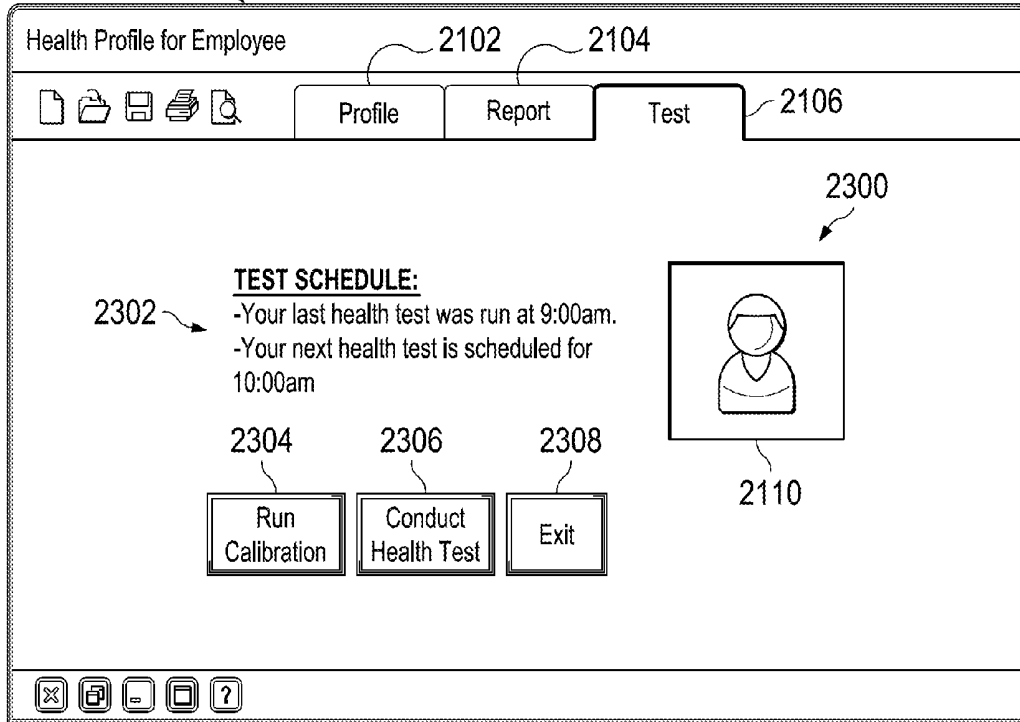 Health Profile for Employee
2102
2104
Profile
Report
Test
2106
2300
TEST SCHEDULE:
2302
-Your last health test was run at 9:00am.
-Your next health test is scheduled for
10:00am
2304
2306
2308
2110
Run
Calibration
Conduct
Health Test
Exit
?